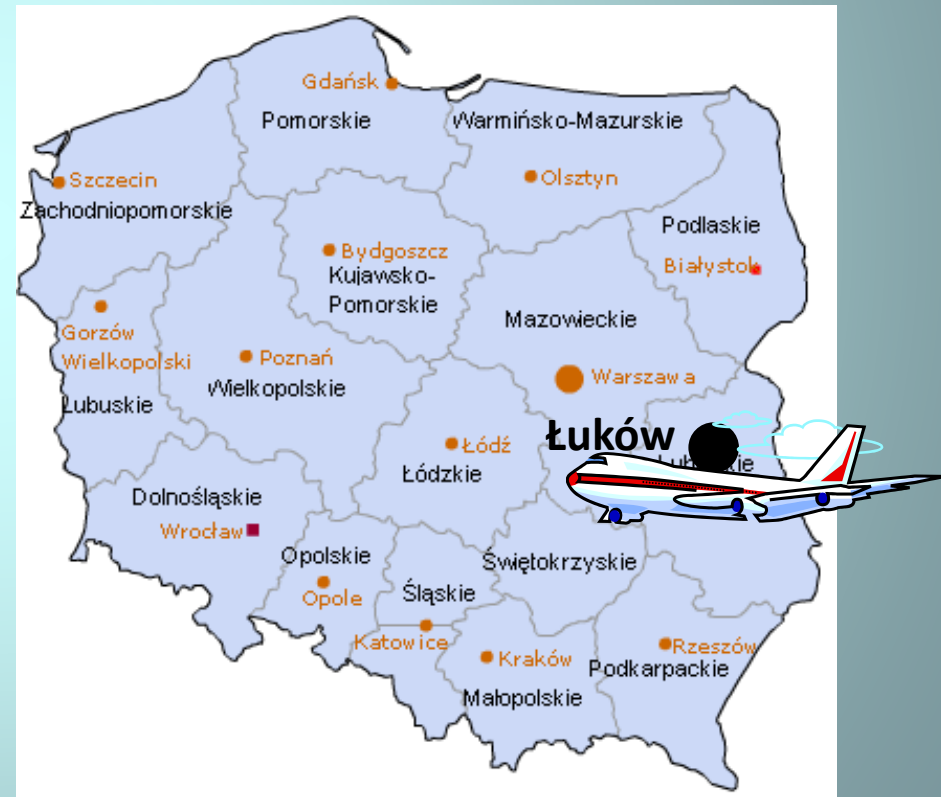 Gdańsk
Pomorskie
Warmińsko-Mazurskie
Szczecin
Olsztyn
Zachodniopomorskie
Podlaskie
Bydgoszcz
Białystok
Kujawsko-
Pomorskie
Mazowieckie
Gorzów
Wielkopolski
Poznań
Warszawa
Wielkopolskie
Lubuskie
Łuków
Łódź
Łódzkie
Dolnośląskie
Wrocław
Opolskie
Świętokrzyskie
Opole
Śląskie
Katowice
Kraków
Rzeszów
Podkarpackie
Małopolskie